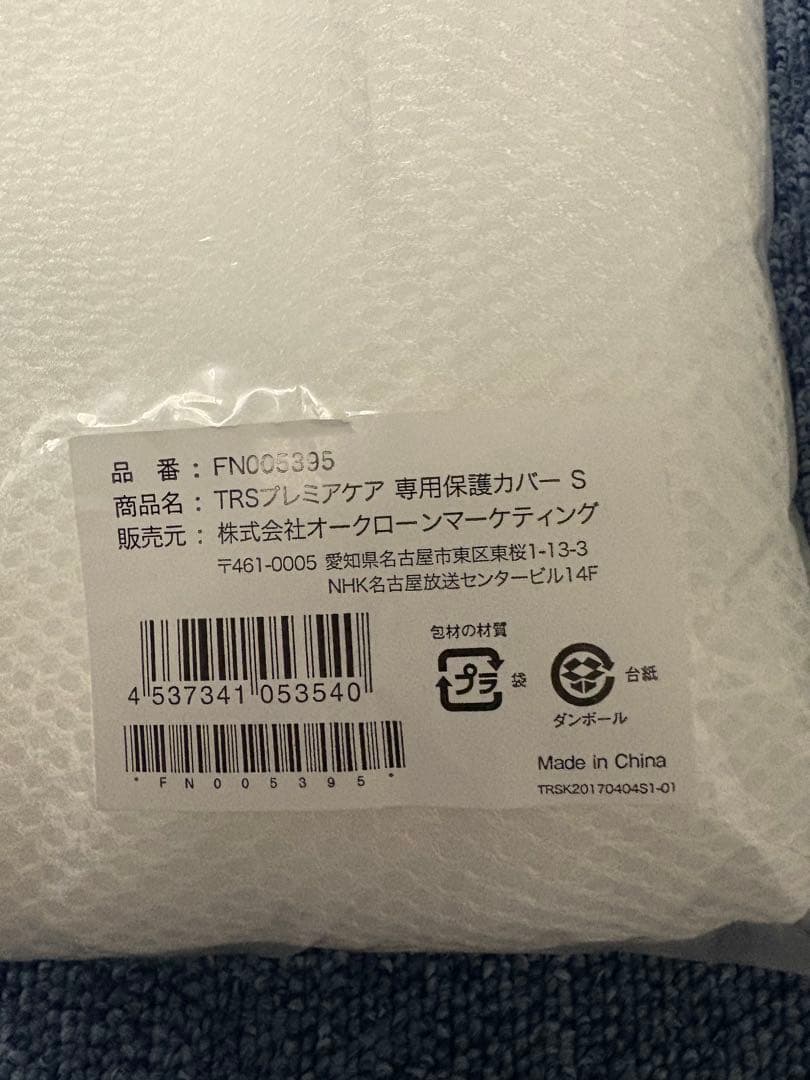 品　番：FN005395
商品名：TRSプレミアケア 専用保護カバー S
販売元：株式会社オークローンマーケティング
〒461-0005 愛知県名古屋市東区東桜1-13-3
NHK名古屋放送センタービル14F
包材の材質
プラ 袋
台紙
ダンボール
4 537341 053540
*FN005395*
Made in China
TRSK20170404S1-01